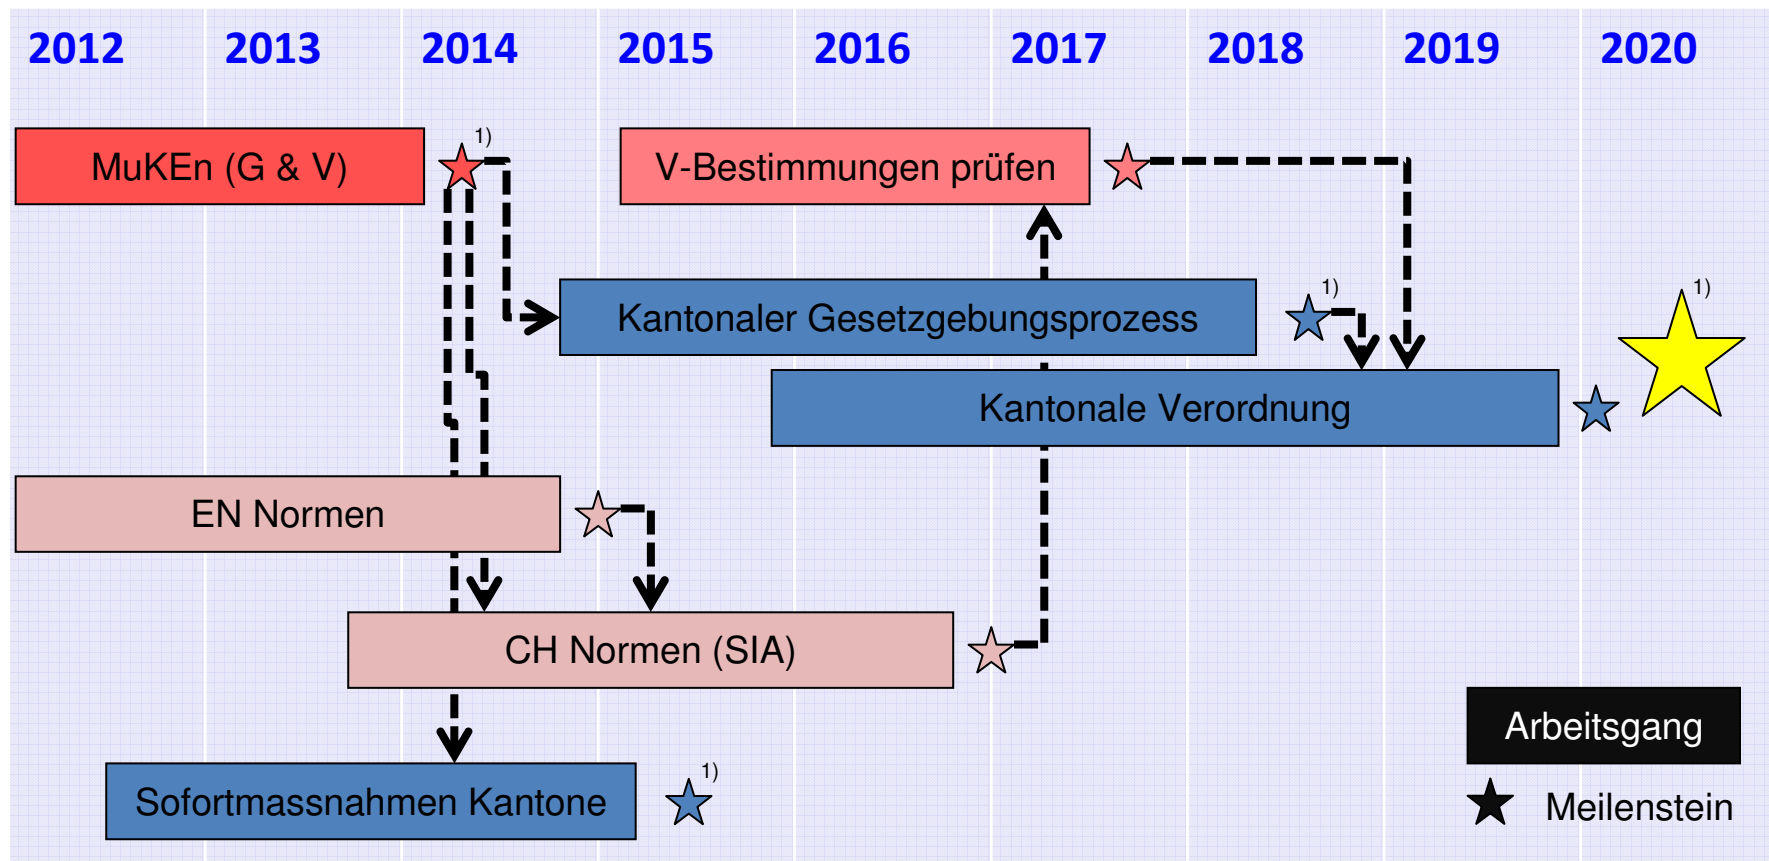 2012 2013 2014 2015 2016 2017 2018 2019 2020
MuKEn (G & V)
1)
V-Bestimmungen prüfen
Kantonaler Gesetzgebungsprozess
1)
1)
Kantonale Verordnung
EN Normen
CH Normen (SIA)
Arbeitsgang
Sofortmassnahmen Kantone
1)
Meilenstein